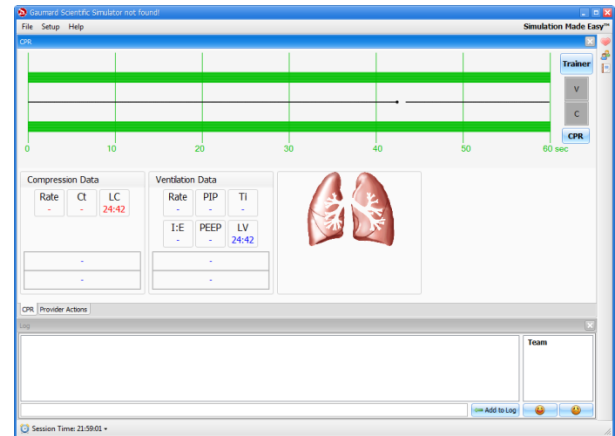 Gaumard Scientific Simulator not found!
File Setup Help Simulation Made Easy™
CPR
Trainer
V
C
CPR
0 10 20 30 40 50 60 sec
Compression Data Ventilation Data
Rate Ct LC Rate PIP Ti
- - 24:42 - - -
I:E PEEP LV
- - 24:42
- -
- -
CPR Provider Actions
Log
Team
Add to Log
Session Time: 21:59:01